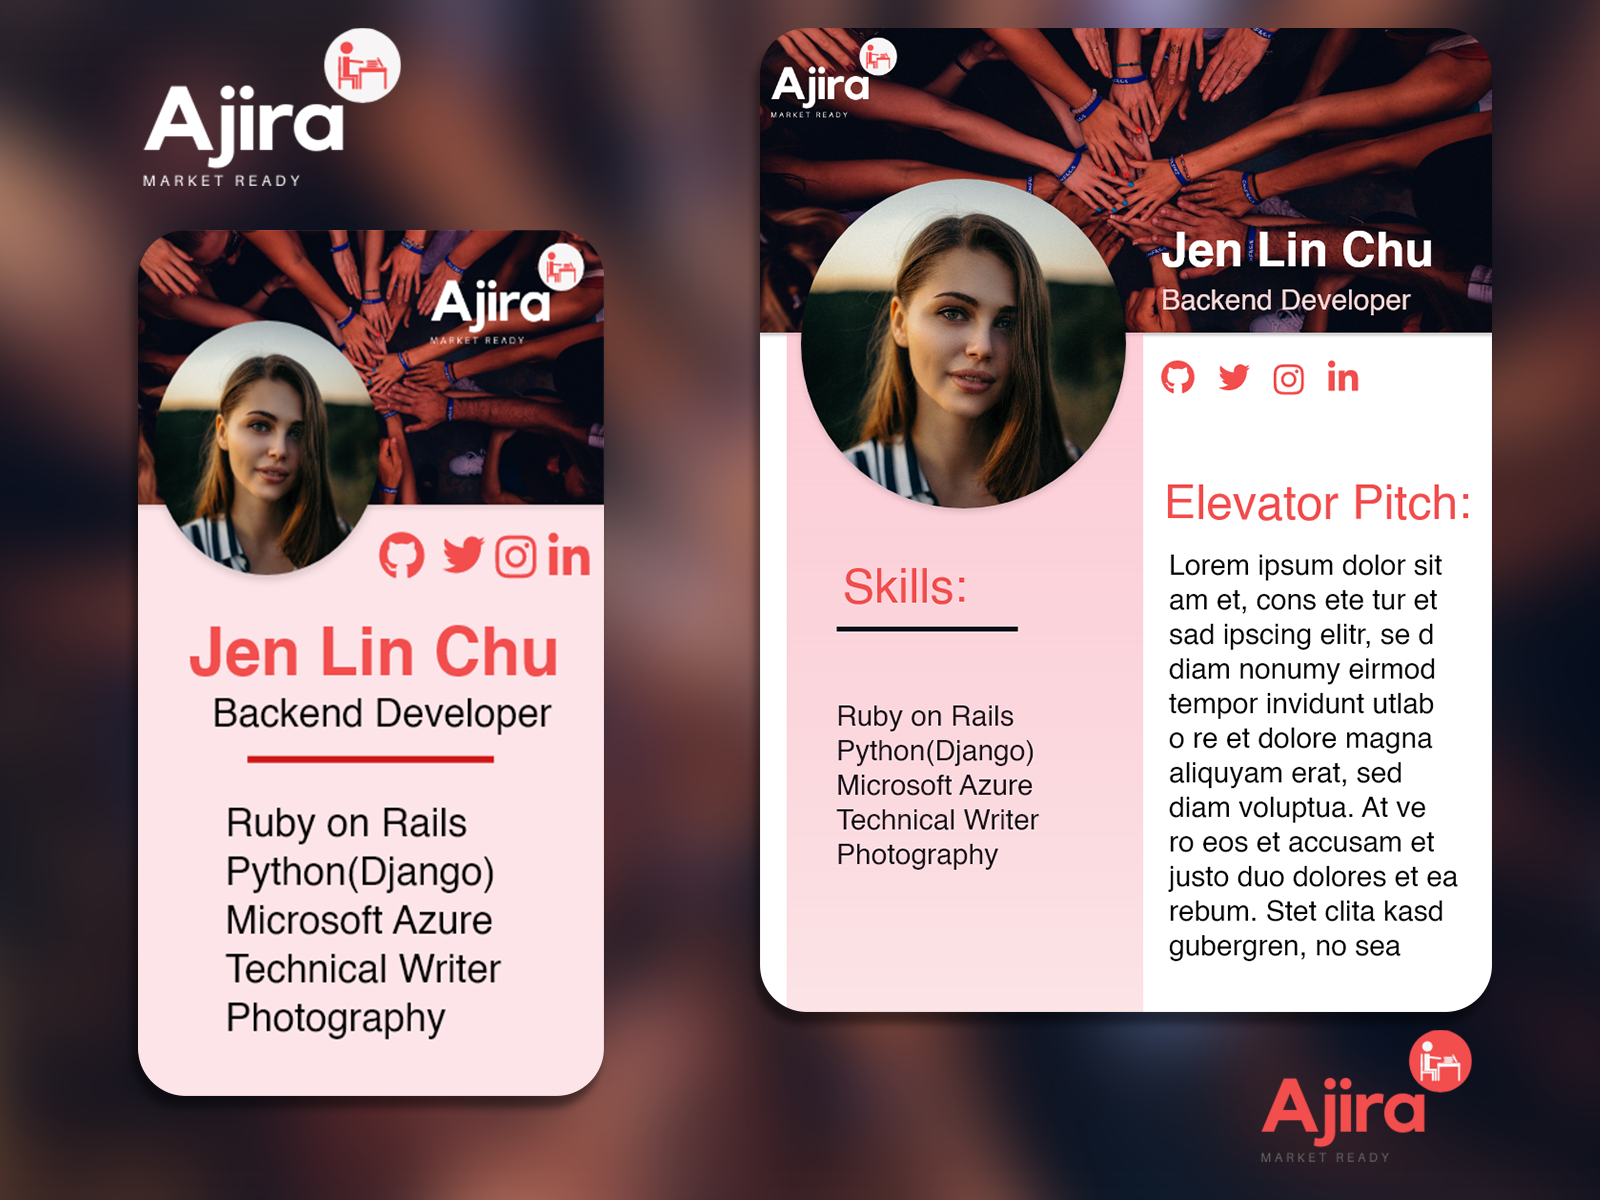 Ajira
MARKET READY
Ajira
MARKET READY
Jen Lin Chu
Backend Developer
Ruby on Rails
Python(Django)
Microsoft Azure
Technical Writer
Photography
Ajira
MARKET READY
Jen Lin Chu
Backend Developer
Skills:
Ruby on Rails
Python(Django)
Microsoft Azure
Technical Writer
Photography
Elevator Pitch:
Lorem ipsum dolor sit
am et, cons ete tur et
sad ipscing elitr, se d
diam nonumy eirmod
tempor invidunt utlab
o re et dolore magna
aliquyam erat, sed
diam voluptua. At ve
ro eos et accusam et
justo duo dolores et ea
rebum. Stet clita kasd
gubergren, no sea
Ajira
MARKET READY